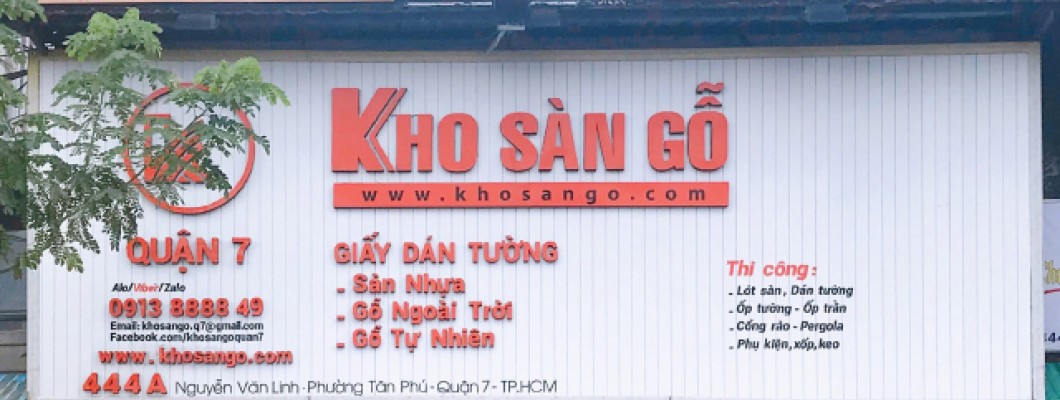 KHO SÀN GỖ
www.khosango.com
QUẬN 7
Alo/Viber/Zalo
0913 8888 49
Email: khosango.q7@gmail.com
Facebook.com/khosangoquan7
www.khosango.com
GIẤY DÁN TƯỜNG
- Sàn Nhựa
- Gỗ Ngoài Trời
- Gỗ Tự Nhiên
Thi công:
- Lót sàn, Dán tường
- Ốp tường - Ốp trần
- Cổng rào - Pergola
- Phụ kiện,xốp,keo
444A Nguyễn Văn Linh - Phường Tân Phú - Quận 7 - TP.HCM